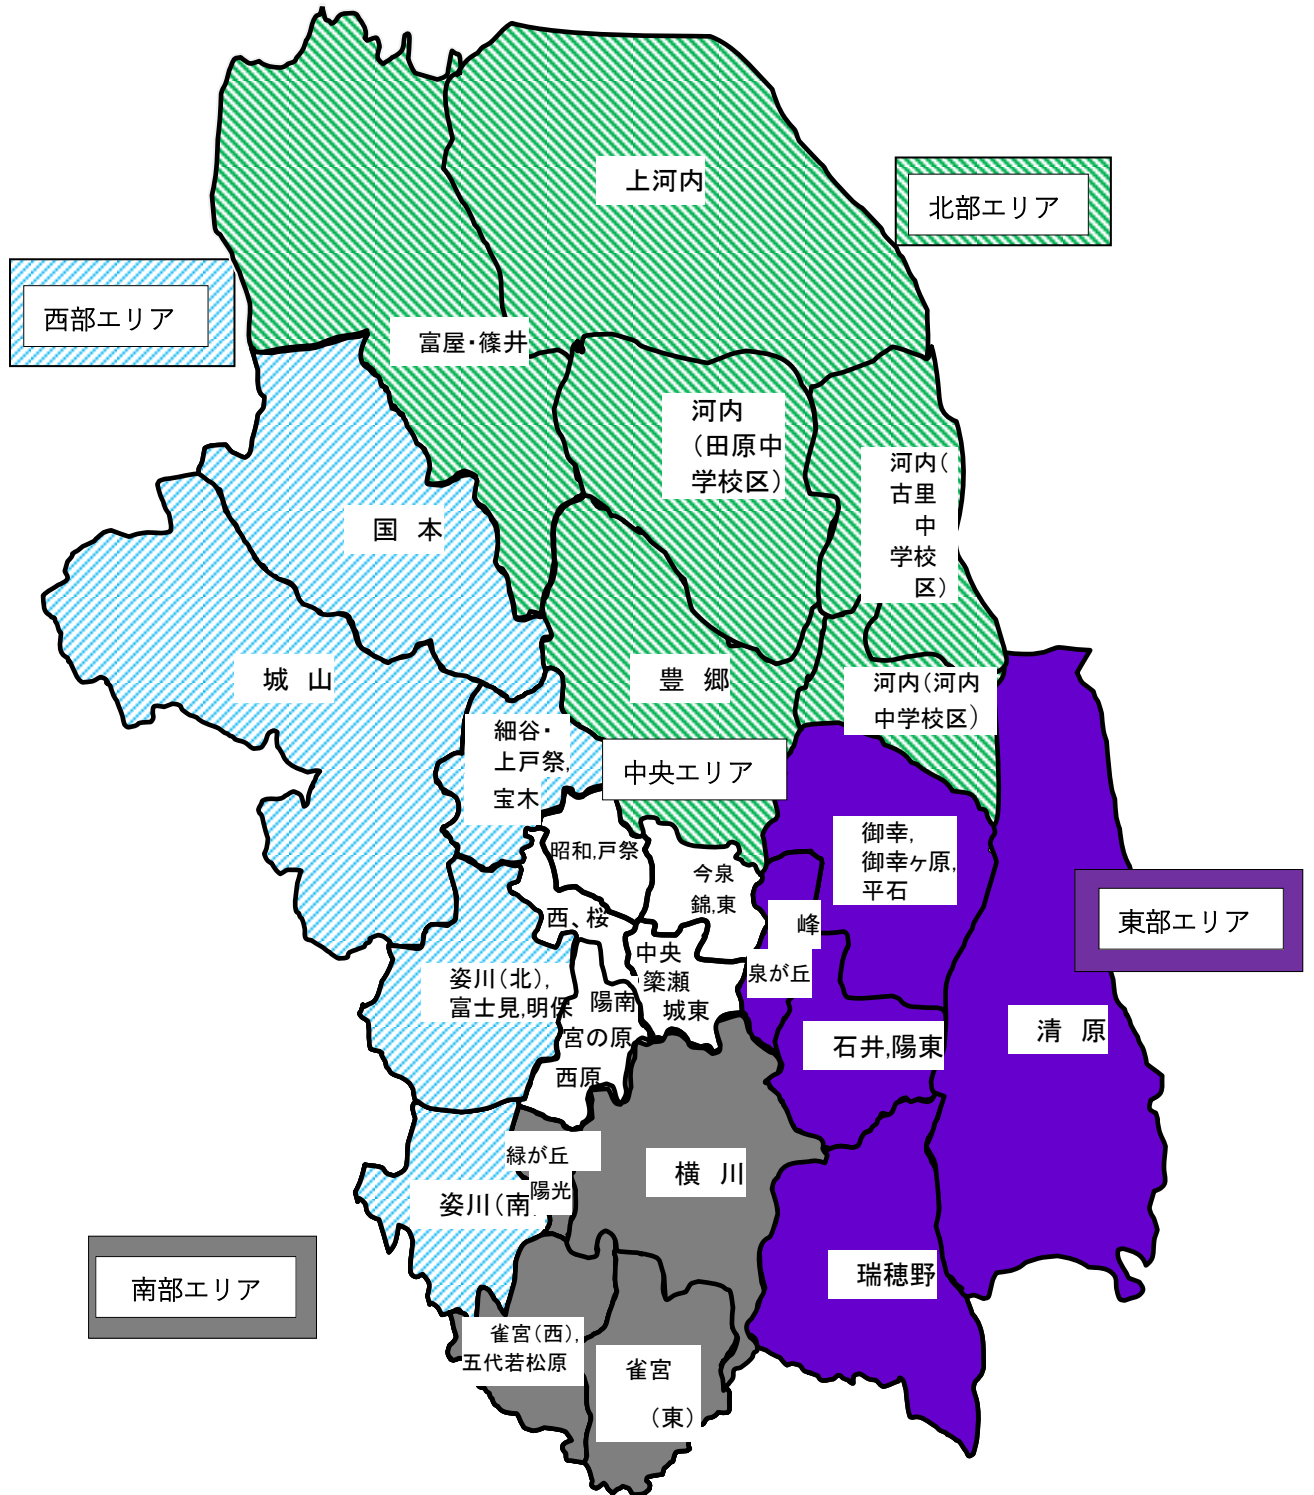 上河内
北部エリア
西部エリア
富屋・篠井
河内
（田原中
学校区）
河内（
古里
中
学校
区）
国　本
城　山
豊　郷
河内（河内
中学校区）
細谷・
上戸祭,
宝木
中央エリア
昭和,戸祭
今泉
錦,東
御幸,
御幸ヶ原,
平石
東部エリア
西、桜
峰
中央
簗瀬
城東
泉が丘
姿川（北）,
富士見,明保
陽南
宮の原
西原
石井,陽東
清　原
緑が丘
陽光
横　川
姿川（南
南部エリア
瑞穂野
雀宮（西）,
五代若松原
雀宮
（東）